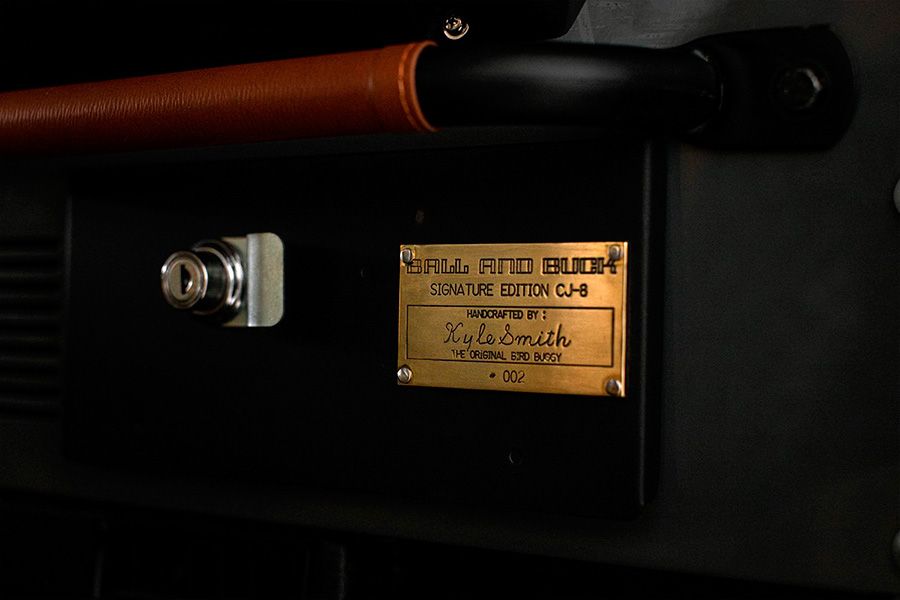 BALL AND BUCK
SIGNATURE EDITION CJ-8
HANDCRAFTED BY :
Kyle Smith
THE ORIGINAL BIRD BUGGY
# 002